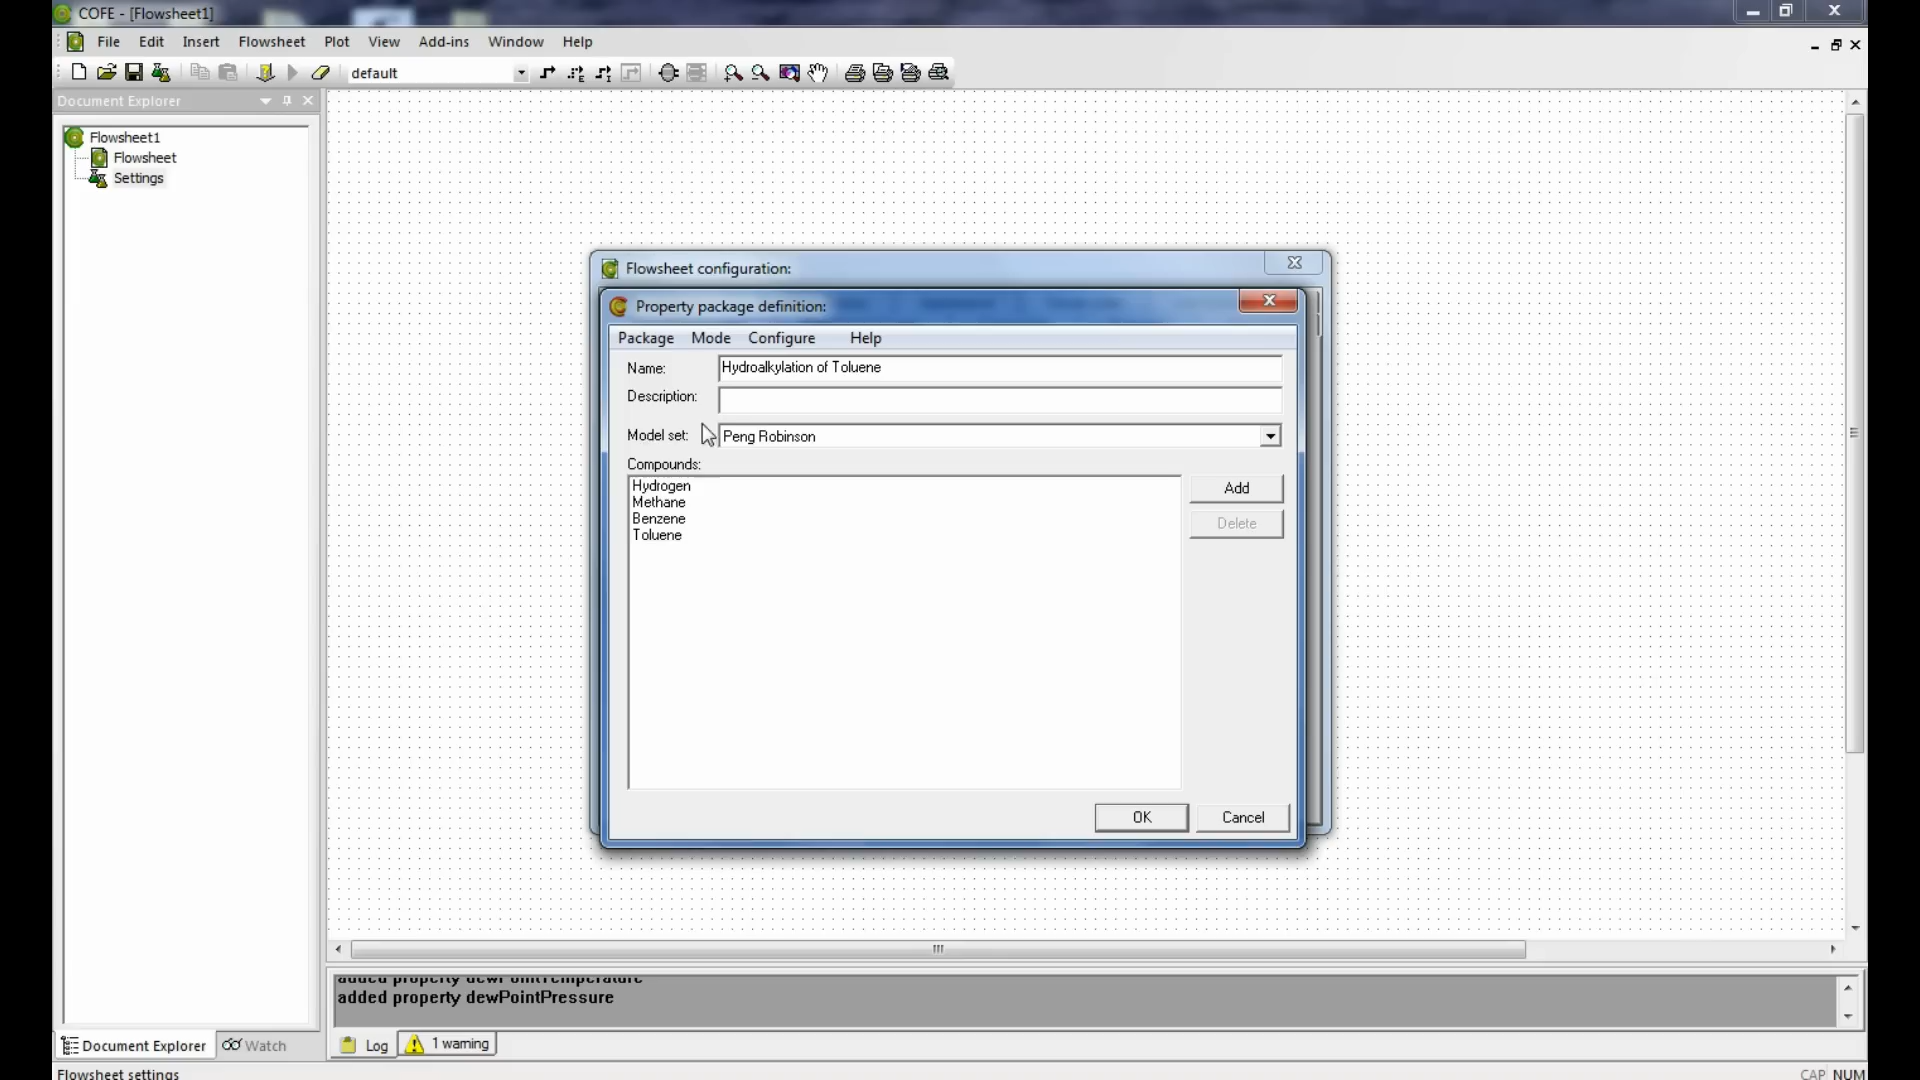 COFE - [Flowsheet1]
File Edit Insert Flowsheet Plot View Add-ins Window Help
default
Document Explorer
Flowsheet1
Flowsheet
Settings
Flowsheet configuration:
Property package definition:
Package Mode Configure Help
Name: Hydroalkylation of Toluene
Description:
Model set: Peng Robinson
Compounds:
Hydrogen
Methane
Benzene
Toluene
Add
Delete
OK Cancel
added property dewPointTemperature
added property dewPointPressure
Document Explorer Watch
Log 1 warning
Flowsheet settings
CAP NUM